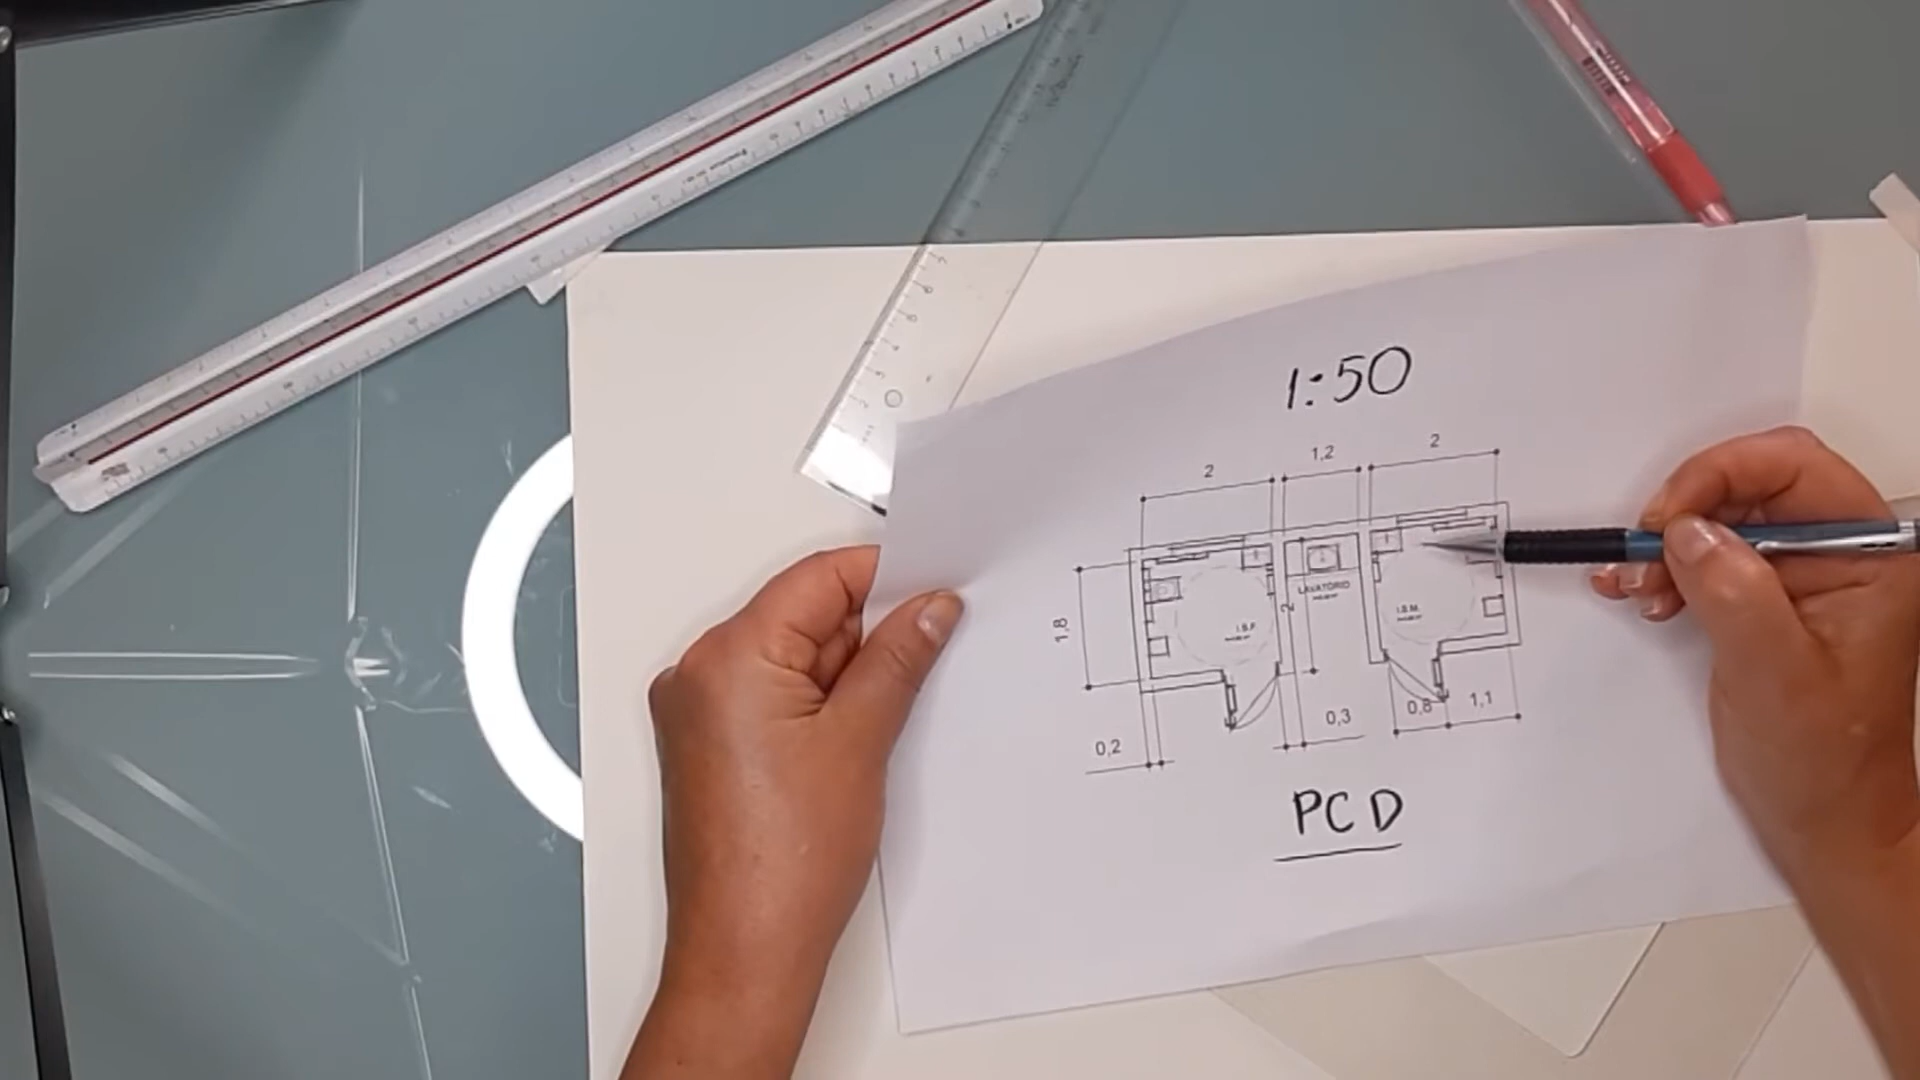 1:50
2
1,2
2
1,8
LAVATÓRIO
2
I.S.F.
I.S.M.
0,2
0,3
0,8
1,1
PCD